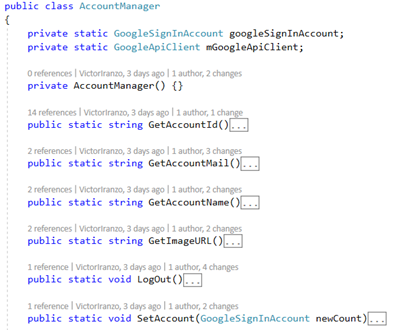 public class AccountManager
{
private static GoogleSignInAccount googleSignInAccount;
private static GoogleApiClient mGoogleApiClient;
0 references | VictorIranzo, 3 days ago | 1 author, 2 changes
private AccountManager() {}
14 references | VictorIranzo, 3 days ago | 1 author, 1 change
public static string GetAccountId()...
2 references | VictorIranzo, 3 days ago | 1 author, 3 changes
public static string GetAccountMail()...
2 references | VictorIranzo, 3 days ago | 1 author, 2 changes
public static string GetAccountName()...
2 references | VictorIranzo, 3 days ago | 1 author, 2 changes
public static string GetImageURL()...
1 reference | VictorIranzo, 3 days ago | 1 author, 4 changes
public static void LogOut()...
1 reference | VictorIranzo, 3 days ago | 1 author, 2 changes
public static void SetAccount(GoogleSignInAccount newCount)...